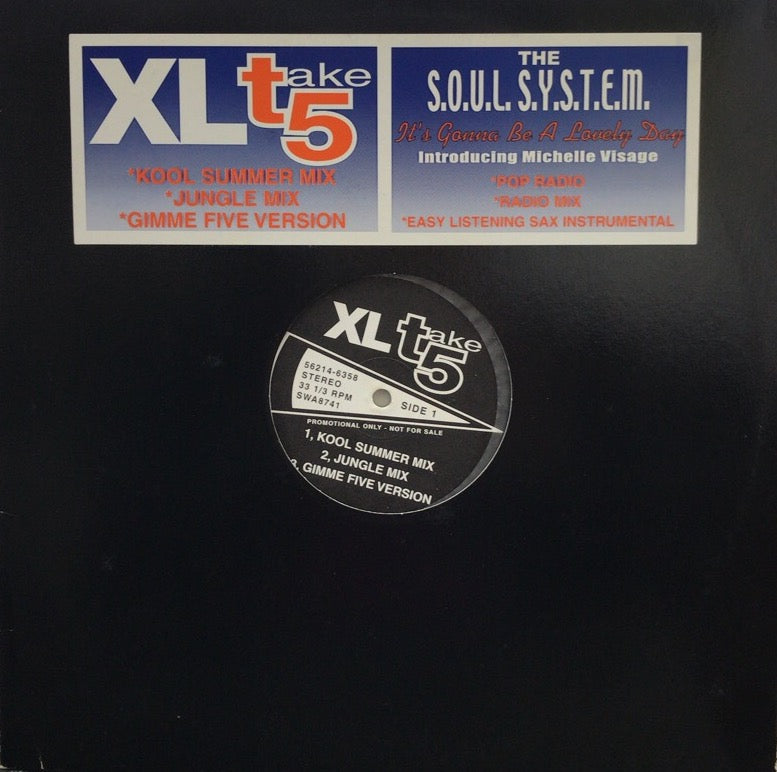 XL take 5
*KOOL SUMMER MIX
*JUNGLE MIX
*GIMME FIVE VERSION
THE
S.O.U.L. S.Y.S.T.E.M.
It's Gonna Be A Lovely Day
Introducing Michelle Visage
*POP RADIO
*RADIO MIX
*EASY LISTENING SAX INSTRUMENTAL
XL take 5
56214-6358
STEREO
33 1/3 RPM
SWA8741
SIDE 1
PROMOTIONAL ONLY - NOT FOR SALE
1, KOOL SUMMER MIX
2, JUNGLE MIX
3, GIMME FIVE VERSION